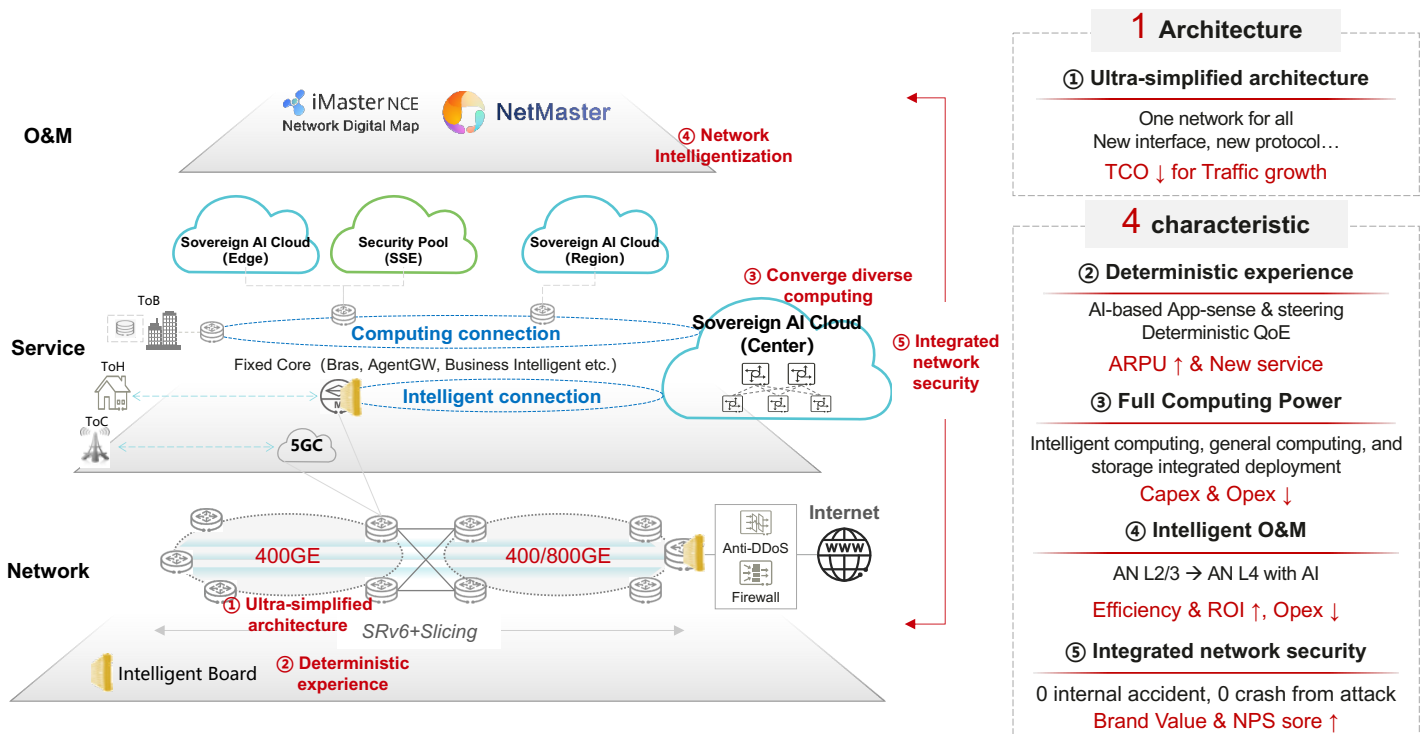 O&M
iMaster NCE
Network Digital Map
NetMaster
④ Network
Intelligentization
Sovereign AI Cloud
(Edge)
Security Pool
(SSE)
Sovereign AI Cloud
(Region)
③ Converge diverse
computing
Service
ToB
Computing connection
Sovereign AI Cloud
(Center)
⑤ Integrated
network
security
Fixed Core（Bras, AgentGW, Business Intelligent etc.）
ToH
M
Intelligent connection
ToC
5GC
Network
400GE
400/800GE
Anti-DDoS
Firewall
Internet
WWW
① Ultra-simplified
architecture
SRv6+Slicing
② Deterministic
experience
Intelligent Board
1 Architecture
① Ultra-simplified architecture
One network for all
New interface, new protocol…
TCO ↓ for Traffic growth
4 characteristic
② Deterministic experience
AI-based App-sense & steering
Deterministic QoE
ARPU ↑ & New service
③ Full Computing Power
Intelligent computing, general computing, and
storage integrated deployment
Capex & Opex ↓
④ Intelligent O&M
AN L2/3 → AN L4 with AI
Efficiency & ROI ↑, Opex ↓
⑤ Integrated network security
0 internal accident, 0 crash from attack
Brand Value & NPS sore ↑